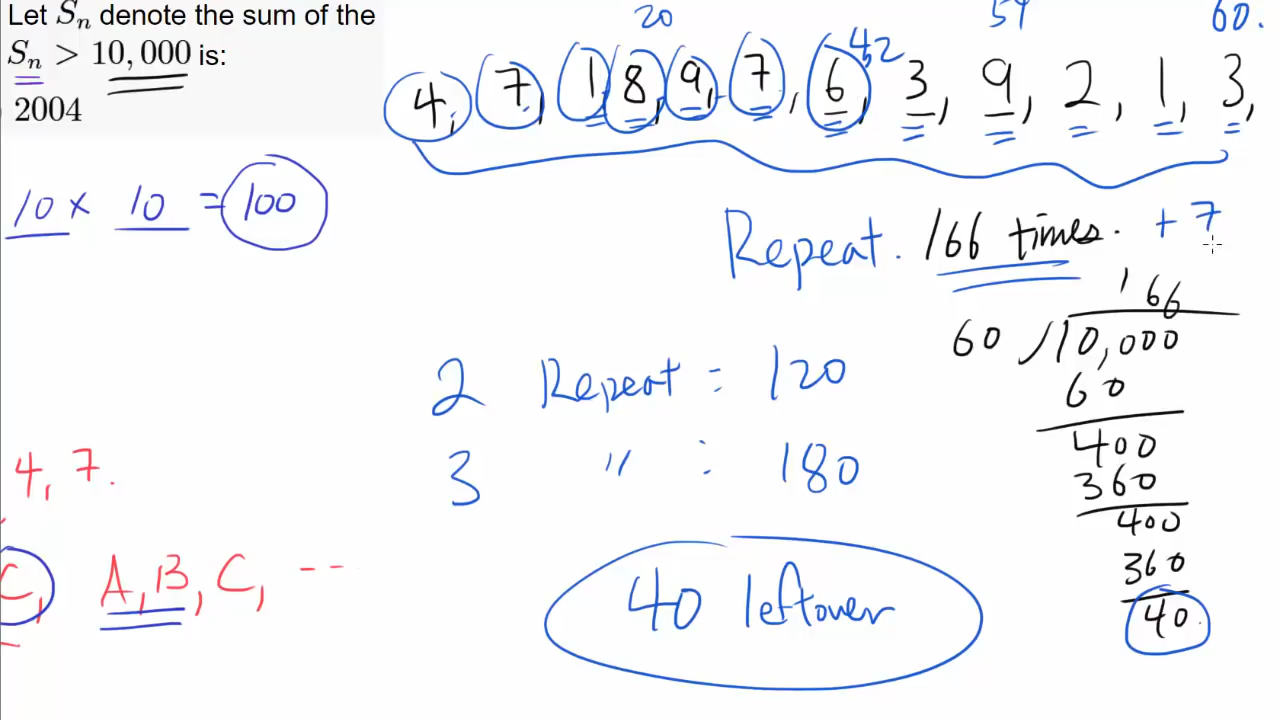 Let Sn denote the sum of the
Sn > 10,000 is:
2004
20 42 54 60.
4, 7, 1, 8, 9, 7, 6, 3, 9, 2, 1, 3,
10 × 10 = 100
Repeat. 166 times. + 7
166
60 / 10,000
60
400
360
400
360
40
2 Repeat = 120
3 〃 : 180
40 leftover
4, 7.
C, A, B, C, ---